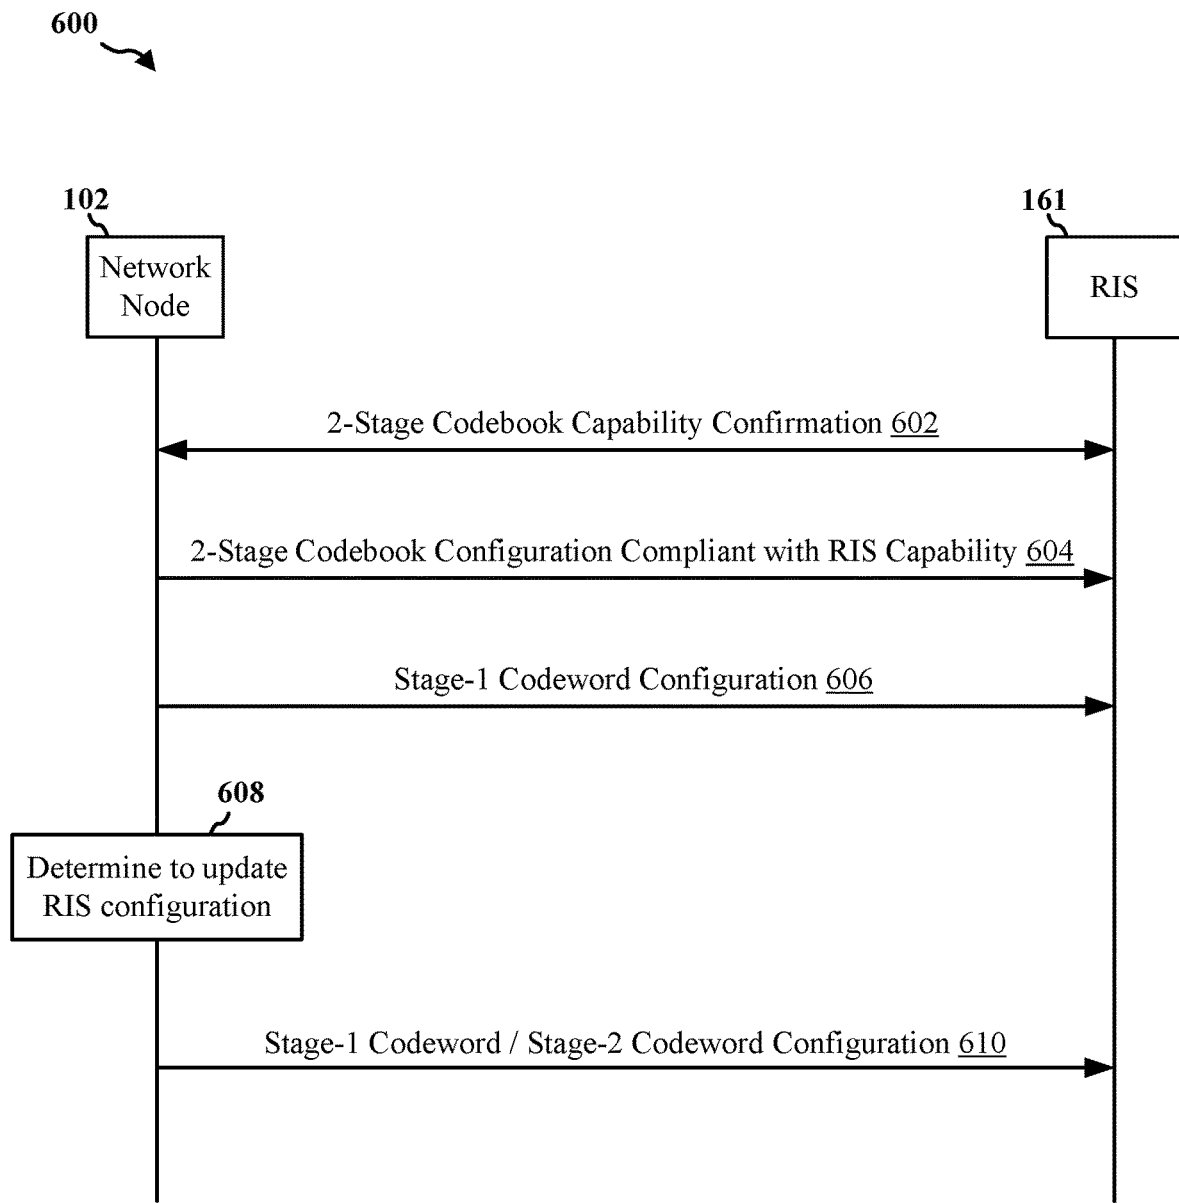 600
102
161
Network
Node
RIS
2-Stage Codebook Capability Confirmation 602
2-Stage Codebook Configuration Compliant with RIS Capability 604
Stage-1 Codeword Configuration 606
608
Determine to update
RIS configuration
Stage-1 Codeword / Stage-2 Codeword Configuration 610